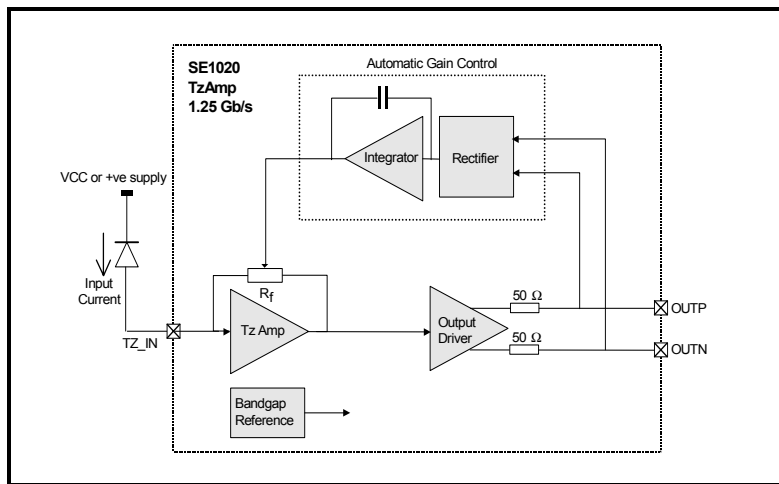 SE1020
TzAmp
1.25 Gb/s
Automatic Gain Control
Integrator
Rectifier
VCC or +ve supply
Input
Current
TZ_IN
Rf
Tz Amp
Output
Driver
50 Ω
50 Ω
OUTP
OUTN
Bandgap
Reference